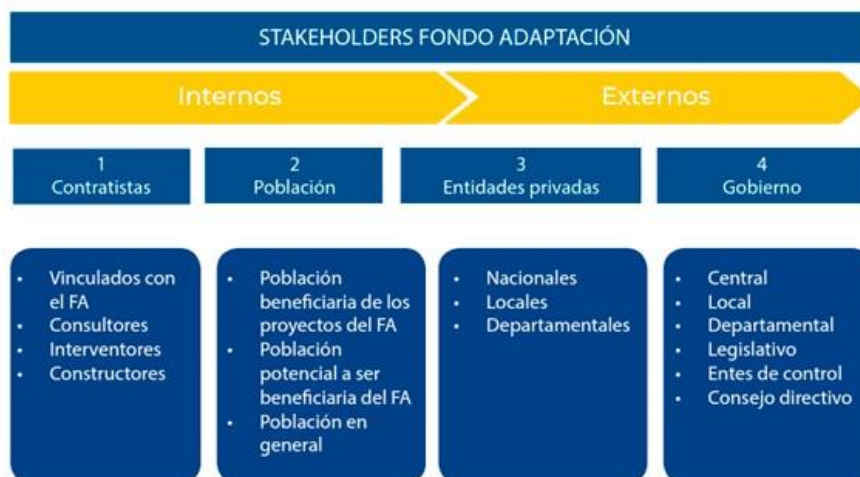 STAKEHOLDERS FONDO ADAPTACIÓN
Internos
Externos
1
Contratistas
2
Población
3
Entidades privadas
4
Gobierno
• Vinculados con
el FA
• Consultores
• Interventores
• Constructores
• Población
beneficiaria de los
proyectos del FA
• Población
potencial a ser
beneficiaria del FA
• Población en
general
• Nacionales
• Locales
• Departamentales
• Central
• Local
• Departamental
• Legislativo
• Entes de control
• Consejo directivo